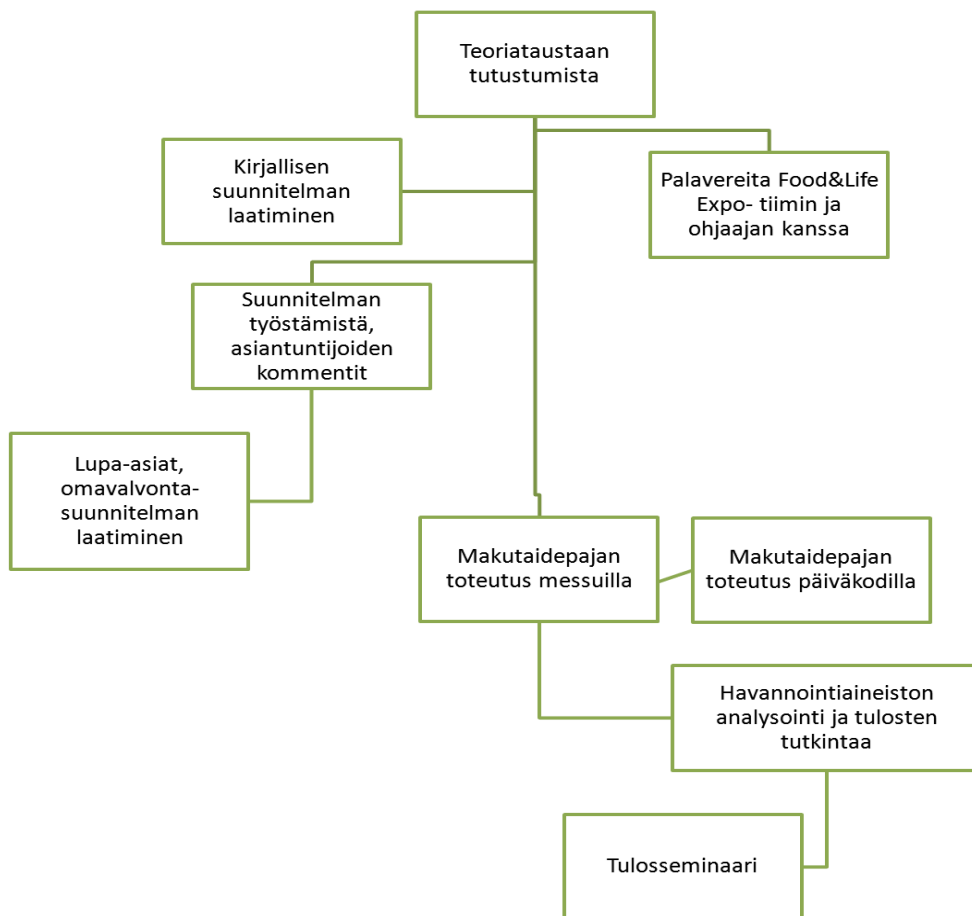 Teoriataustaan
tutustumista
Kirjallisen
suunnitelman
laatiminen
Palavereita Food&Life
Expo- tiimin ja
ohjaajan kanssa
Suunnitelman
työstämistä,
asiantuntijoiden
kommentit
Lupa-asiat,
omavalvonta-
suunnitelman
laatiminen
Makutaidepajan
toteutus messuilla
Makutaidepajan
toteutus päiväkodilla
Havannointiaineiston
analysointi ja tulosten
tutkintaa
Tulosseminaari